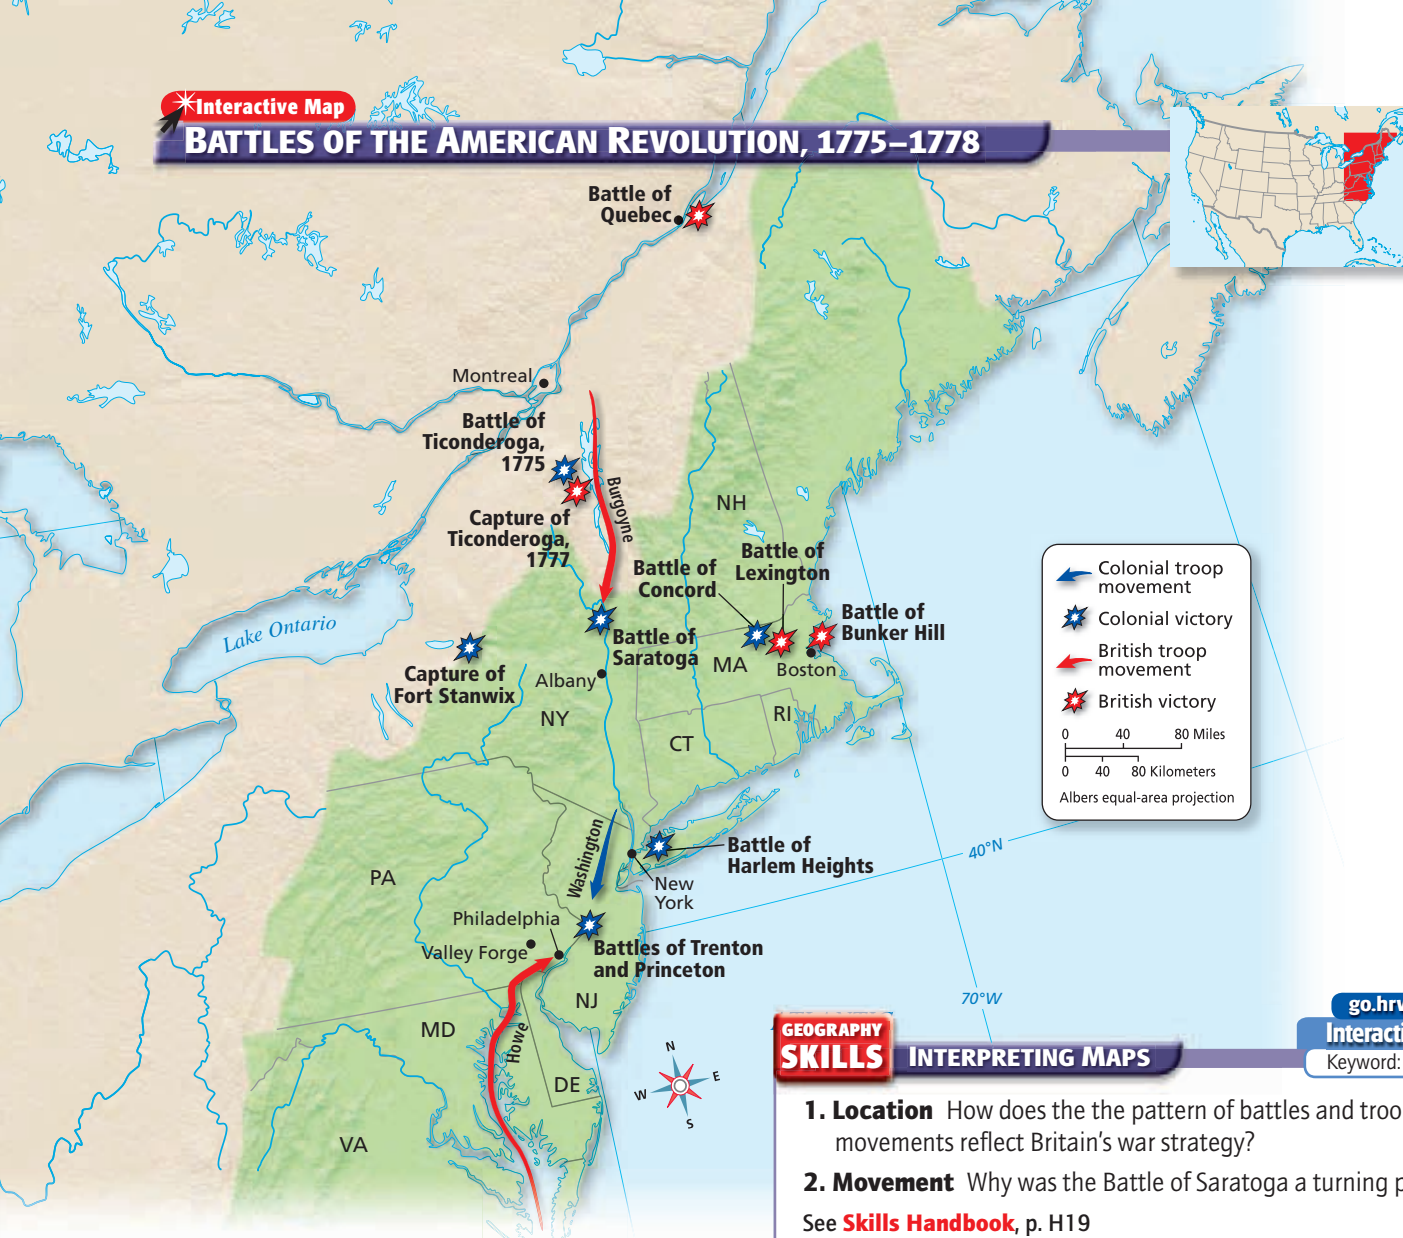 Interactive Map
BATTLES OF THE AMERICAN REVOLUTION, 1775–1778
Battle of
Quebec
Montreal
Battle of
Ticonderoga,
1775
Capture of
Ticonderoga,
1777
Burgoyne
NH
Battle of
Lexington
Battle of
Concord
Battle of
Bunker Hill
Battle of
Saratoga
MA
Boston
Lake Ontario
Capture of
Fort Stanwix
Albany
NY
CT
RI
Colonial troop
movement
Colonial victory
British troop
movement
British victory
0 40 80 Miles
0 40 80 Kilometers
Albers equal-area projection
Washington
Battle of
Harlem Heights
New
York
40°N
PA
Philadelphia
Valley Forge
Battles of Trenton
and Princeton
NJ
70°W
MD
Howe
DE
VA
N
E
W
S
go.hrw
Interacti
Keyword:
GEOGRAPHY
SKILLS
INTERPRETING MAPS
1. Location How does the the pattern of battles and troo
movements reflect Britain's war strategy?
2. Movement Why was the Battle of Saratoga a turning p
See Skills Handbook, p. H19